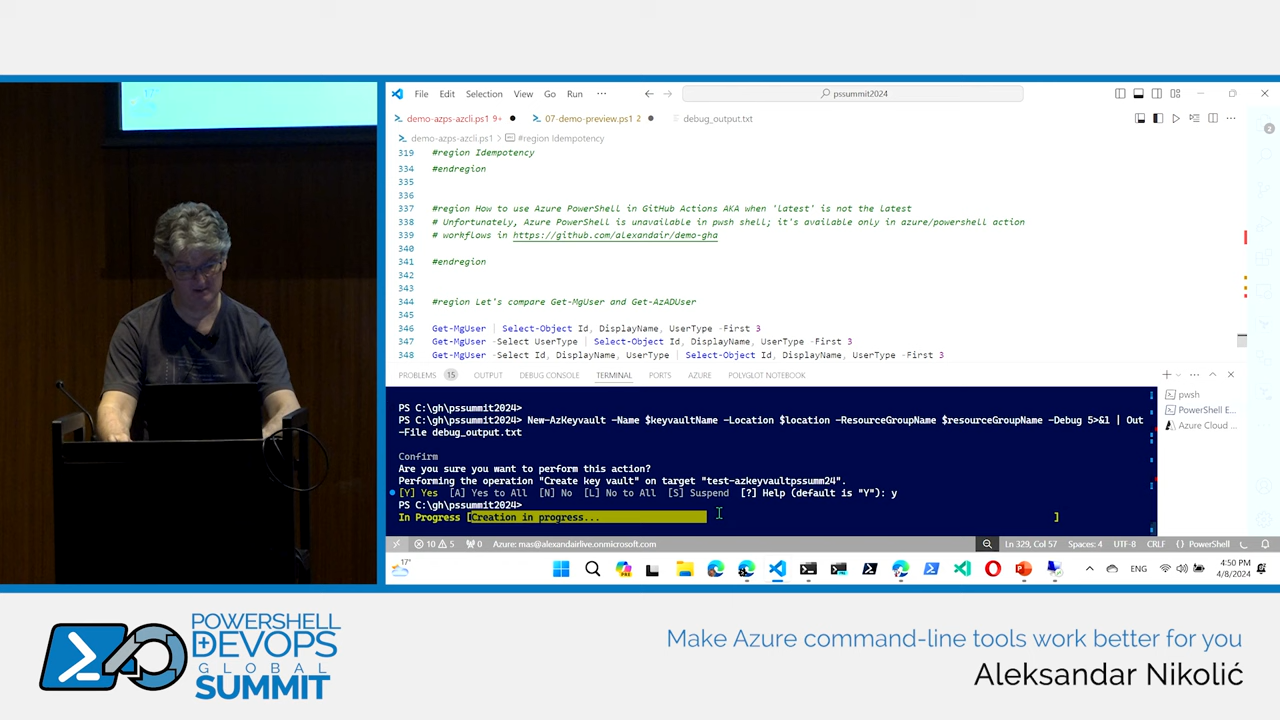 File Edit Selection View Go Run ··· pssummit2024
demo-azps-azcli.ps1 9+ 07-demo-preview.ps1 2 debug_output.txt
demo-azps-azcli.ps1 > #region Idempotency
319 #region Idempotency
334 #endregion
335
336
337 #region How to use Azure PowerShell in GitHub Actions AKA when 'latest' is not the latest
338 # Unfortunately, Azure PowerShell is unavailable in pwsh shell; it's available only in azure/powershell action
339 # workflows in https://github.com/alexandair/demo-gha
340
341 #endregion
342
343
344 #region Let's compare Get-MgUser and Get-AzADUser
345
346 Get-MgUser | Select-Object Id, DisplayName, UserType -First 3
347 Get-MgUser -Select UserType | Select-Object Id, DisplayName, UserType -First 3
348 Get-MgUser -Select Id, DisplayName, UserType | Select-Object Id, DisplayName, UserType -First 3
PROBLEMS 15 OUTPUT DEBUG CONSOLE TERMINAL PORTS AZURE POLYGLOT NOTEBOOK
pwsh
PowerShell E...
Azure Cloud ...
PS C:\gh\pssummit2024>
PS C:\gh\pssummit2024> New-AzKeyvault -Name $keyvaultName -Location $location -ResourceGroupName $resourceGroupName -Debug 5>&1 | Out
-File debug_output.txt
Confirm
Are you sure you want to perform this action?
Performing the operation "Create key vault" on target "test-azkeyvaultpssumm24".
[Y] Yes [A] Yes to All [N] No [L] No to All [S] Suspend [?] Help (default is "Y"): y
PS C:\gh\pssummit2024>
In Progress [Creation in progress... ]
10 5 0 Azure: mas@alexandairlive.onmicrosoft.com Ln 329, Col 57 Spaces: 4 UTF-8 CRLF {} PowerShell
17° ENG 4:50 PM
4/8/2024
POWERSHELL
+DEVOPS
GLOBAL
SUMMIT
Make Azure command-line tools work better for you
Aleksandar Nikolić